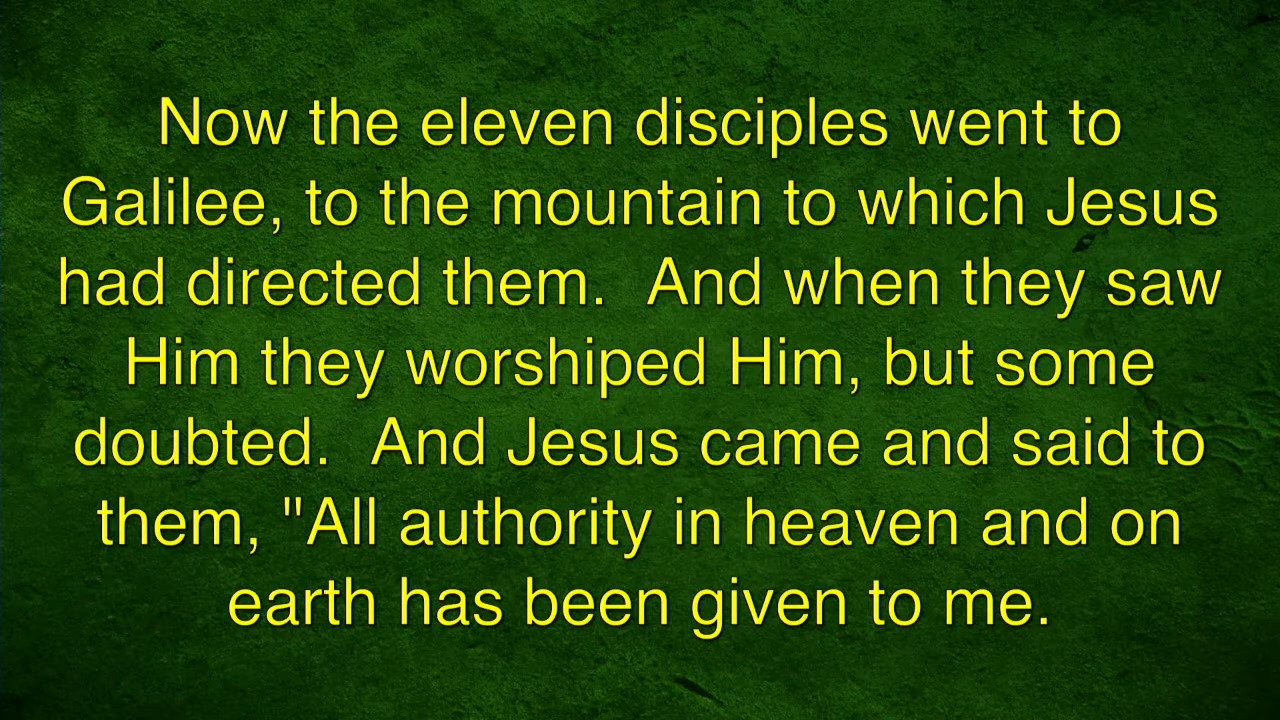 Now the eleven disciples went to
Galilee, to the mountain to which Jesus
had directed them.  And when they saw
Him they worshiped Him, but some
doubted.  And Jesus came and said to
them, "All authority in heaven and on
earth has been given to me.